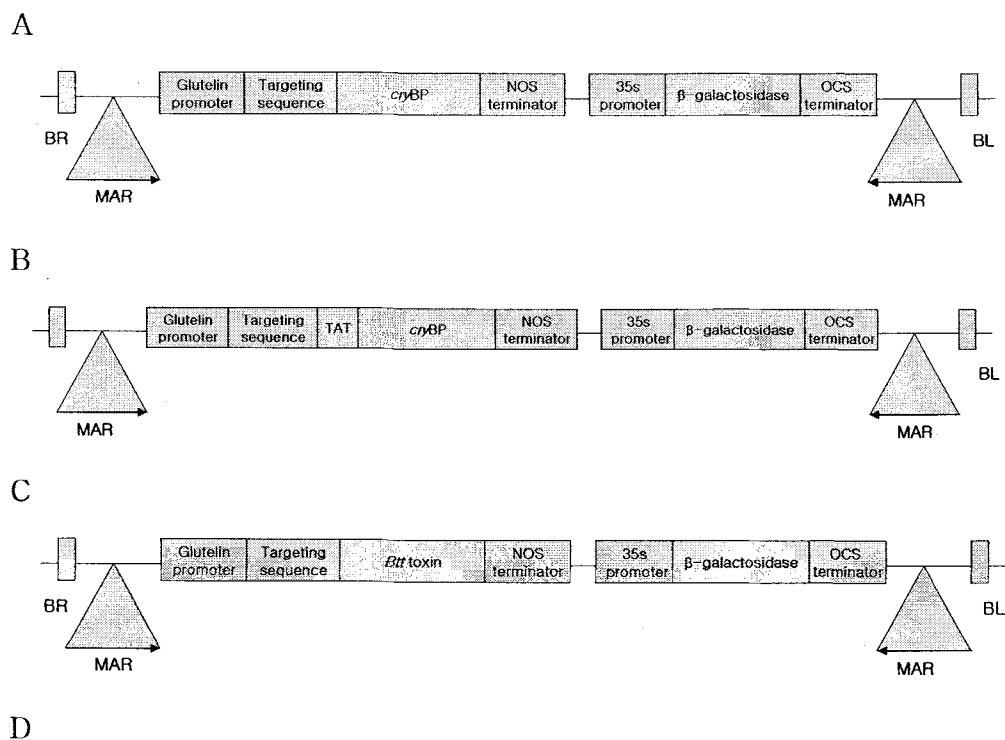 A
Glutelin promoter
Targeting sequence
cryBP
NOS terminator
35s promoter
β-galactosidase
OCS terminator
BR
BL
MAR
MAR
B
Glutelin promoter
Targeting sequence
TAT
cryBP
NOS terminator
35s promoter
β-galactosidase
OCS terminator
BL
MAR
MAR
C
Glutelin promoter
Targeting sequence
Btt toxin
NOS terminator
35s promoter
β-galactosidase
OCS terminator
BR
BL
MAR
MAR
D